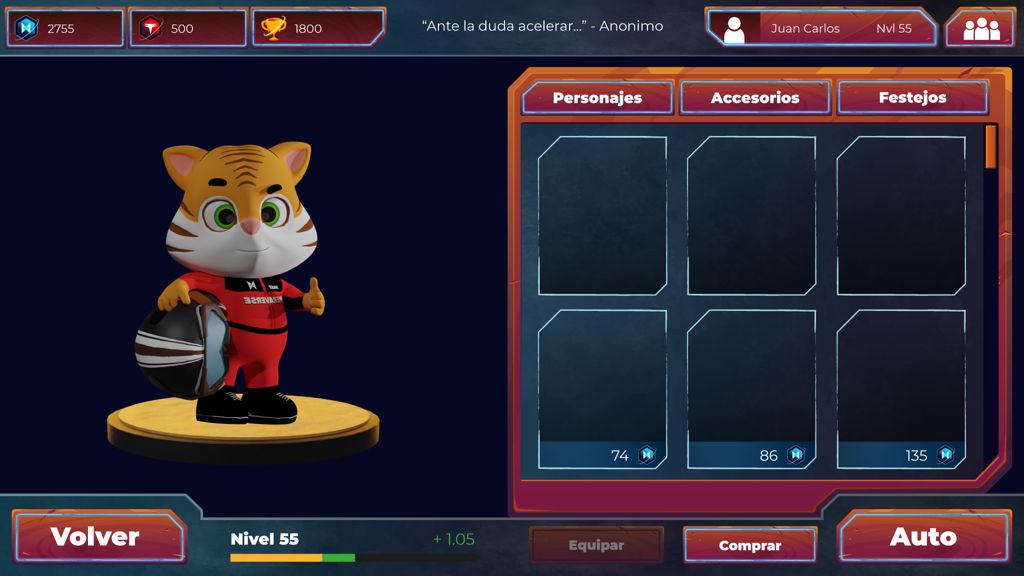 2755
500
1800
“Ante la duda acelerar...” - Anonimo
Juan Carlos
Nvl 55
Personajes
Accesorios
Festejos
74
86
135
Volver
Nivel 55
+ 1.05
Equipar
Comprar
Auto